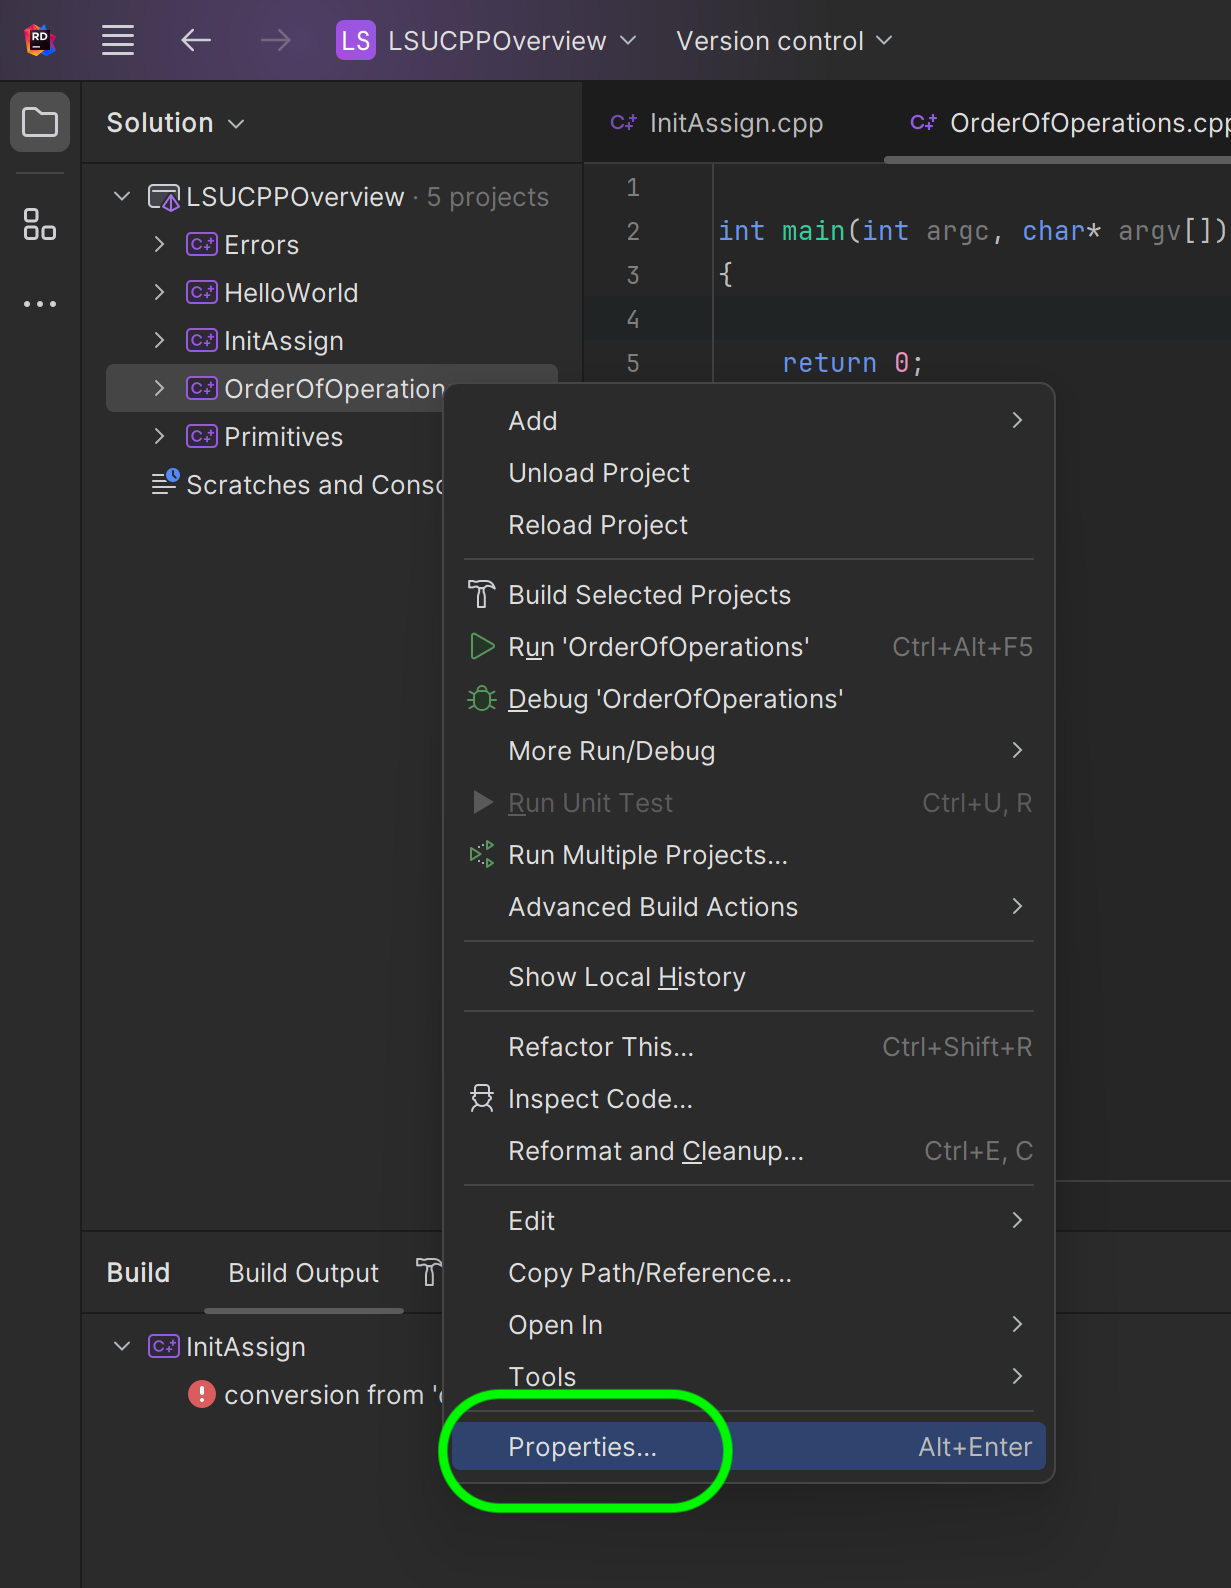 RD
LS LSUCPPOverview Version control
Solution
InitAssign.cpp
OrderOfOperations.cpp
LSUCPPOverview · 5 projects
C++ Errors
C++ HelloWorld
C++ InitAssign
C++ OrderOfOperation
C++ Primitives
Scratches and Conso
1
2 int main(int argc, char* argv[])
3 {
4
5 return 0;
Add
Unload Project
Reload Project
Build Selected Projects
Run 'OrderOfOperations' Ctrl+Alt+F5
Debug 'OrderOfOperations'
More Run/Debug
Run Unit Test Ctrl+U, R
Run Multiple Projects...
Advanced Build Actions
Show Local History
Refactor This... Ctrl+Shift+R
Inspect Code...
Reformat and Cleanup... Ctrl+E, C
Edit
Copy Path/Reference...
Open In
Tools
Properties... Alt+Enter
Build Build Output
C++ InitAssign
conversion from '